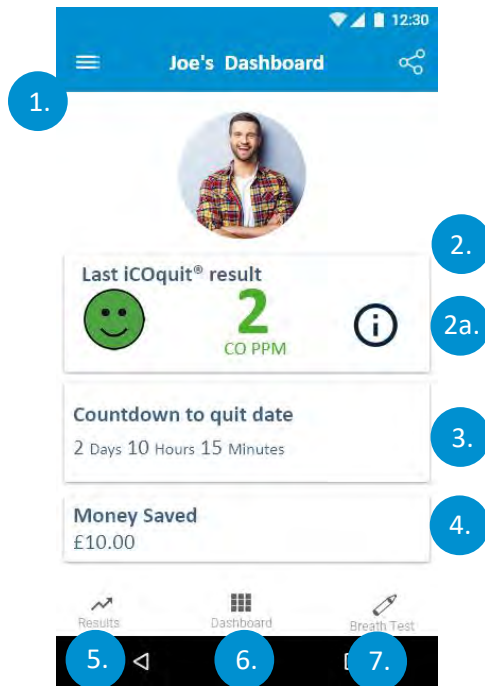 12:30
Joe's Dashboard
1.
2.
Last iCOquit® result
2
CO PPM
2a.
Countdown to quit date
2 Days 10 Hours 15 Minutes
3.
Money Saved
£10.00
4.
Results Dashboard Breath Test
5. 6. 7.